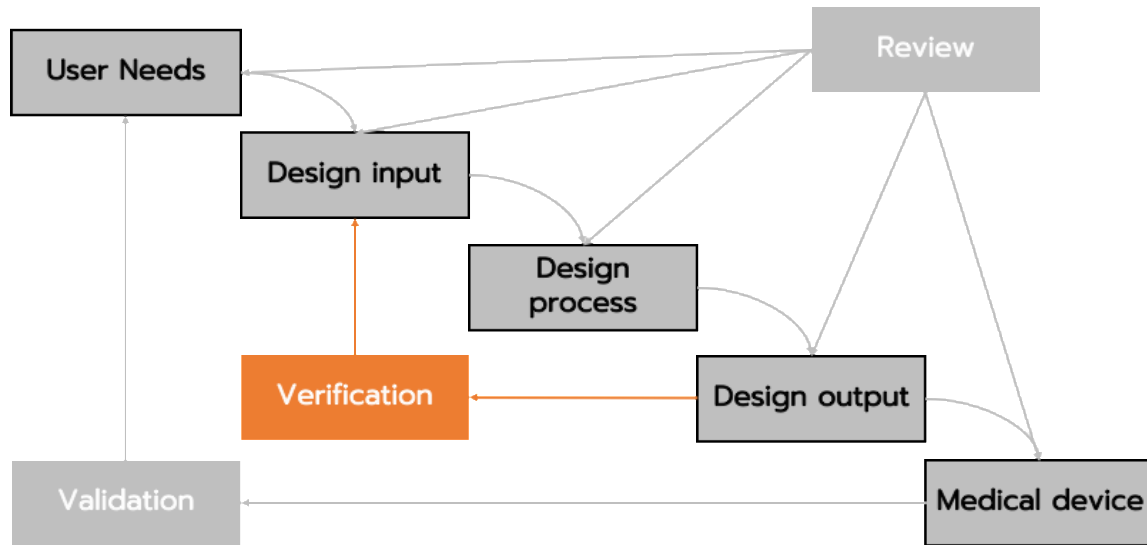 Review
User Needs
Design input
Design
process
Verification
Design output
Validation
Medical device